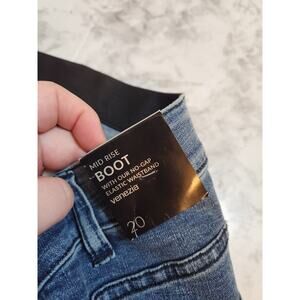 MID RISE
BOOT
WITH OUR NO-GAP
ELASTIC WAISTBAND
venezia
20
T